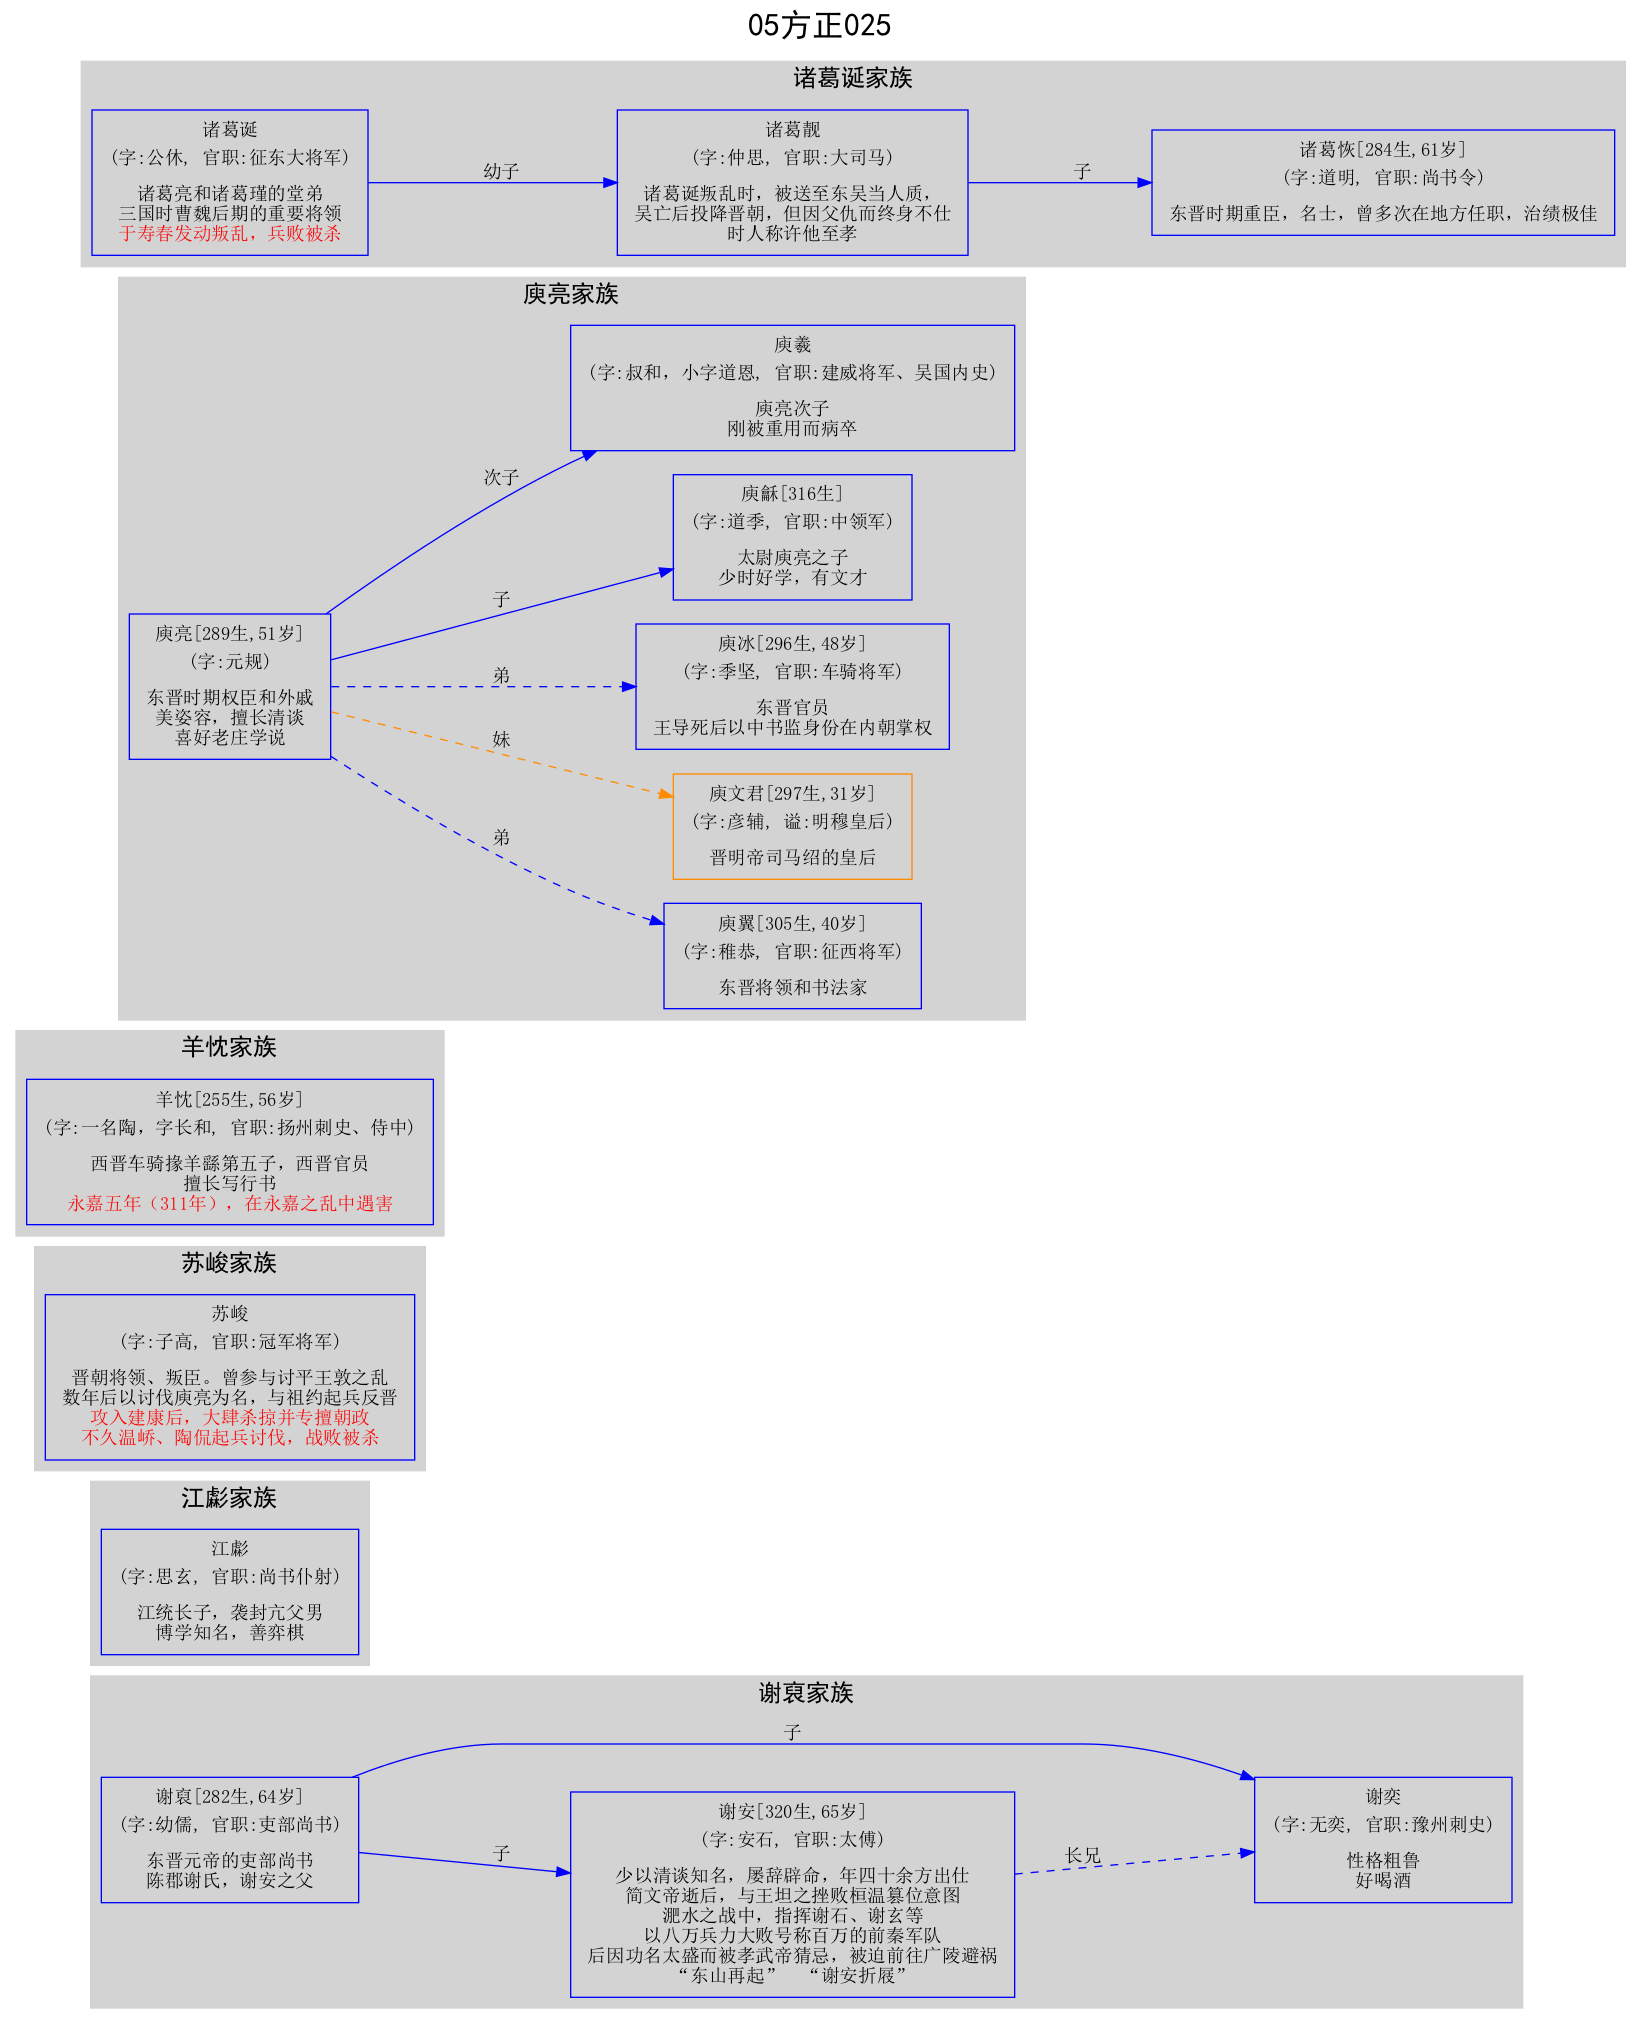 05方正025
诸葛诞家族
诸葛诞
(字:公休, 官职:征东大将军)
诸葛亮和诸葛瑾的堂弟
三国时曹魏后期的重要将领
于寿春发动叛乱，兵败被杀
幼子
诸葛靓
(字:仲思, 官职:大司马)
诸葛诞叛乱时，被送至东吴当人质，
吴亡后投降晋朝，但因父仇而终身不仕
时人称许他至孝
子
诸葛恢[284生,61岁]
(字:道明, 官职:尚书令)
东晋时期重臣，名士，曾多次在地方任职，治绩极佳
庾亮家族
庾羲
(字:叔和，小字道恩, 官职:建威将军、吴国内史)
庾亮次子
刚被重用而病卒
次子
庾龢[316生]
(字:道季, 官职:中领军)
太尉庾亮之子
少时好学，有文才
子
庾亮[289生,51岁]
(字:元规)
东晋时期权臣和外戚
美姿容，擅长清谈
喜好老庄学说
弟
庾冰[296生,48岁]
(字:季坚, 官职:车骑将军)
东晋官员
王导死后以中书监身份在内朝掌权
妹
庾文君[297生,31岁]
(字:彦辅, 谥:明穆皇后)
晋明帝司马绍的皇后
弟
庾翼[305生,40岁]
(字:稚恭, 官职:征西将军)
东晋将领和书法家
羊忱家族
羊忱[255生,56岁]
(字:一名陶，字长和, 官职:扬州刺史、侍中)
西晋车骑掾羊繇第五子，西晋官员
擅长写行书
永嘉五年（311年），在永嘉之乱中遇害
苏峻家族
苏峻
(字:子高, 官职:冠军将军)
晋朝将领、叛臣。曾参与讨平王敦之乱
数年后以讨伐庾亮为名，与祖约起兵反晋
攻入建康后，大肆杀掠并专擅朝政
不久温峤、陶侃起兵讨伐，战败被杀
江虨家族
江虨
(字:思玄, 官职:尚书仆射)
江统长子，袭封亢父男
博学知名，善弈棋
谢裒家族
子
谢裒[282生,64岁]
(字:幼儒, 官职:吏部尚书)
东晋元帝的吏部尚书
陈郡谢氏，谢安之父
子
谢安[320生,65岁]
(字:安石, 官职:太傅)
少以清谈知名，屡辞辟命，年四十余方出仕
简文帝逝后，与王坦之挫败桓温篡位意图
淝水之战中，指挥谢石、谢玄等
以八万兵力大败号称百万的前秦军队
后因功名太盛而被孝武帝猜忌，被迫前往广陵避祸
“东山再起”  “谢安折屐”
长兄
谢奕
(字:无奕, 官职:豫州刺史)
性格粗鲁
好喝酒